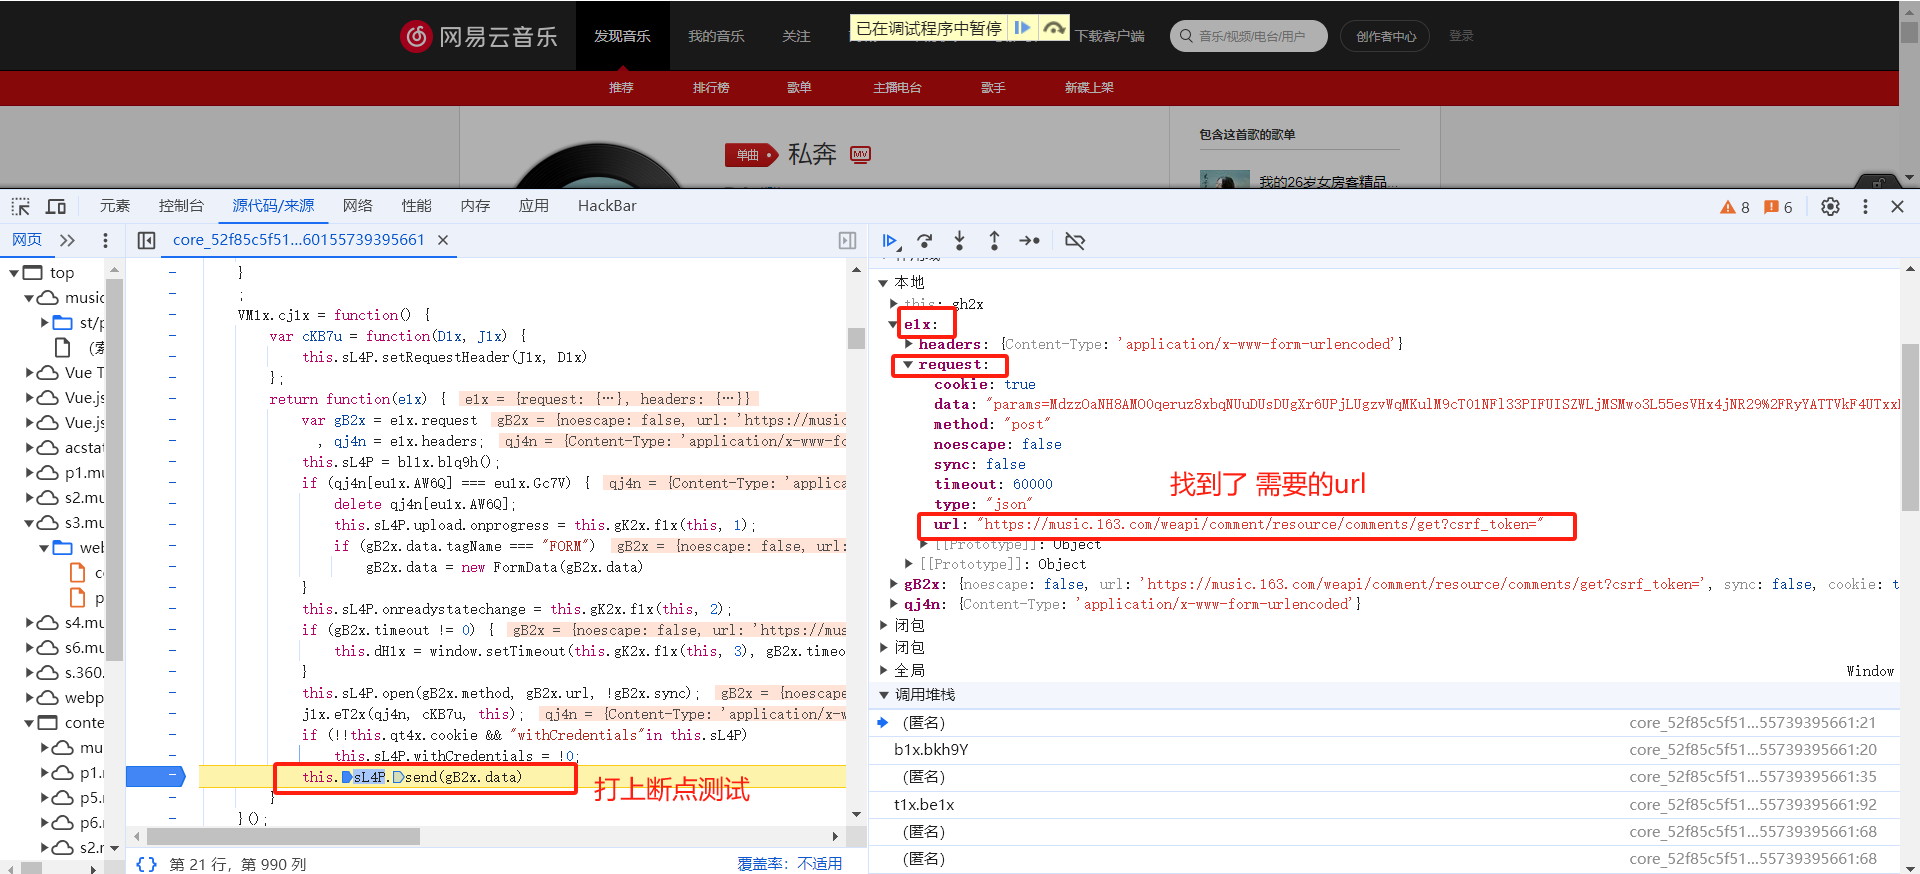 网易云音乐
发现音乐
我的音乐
关注
已在调试程序中暂停
下载客户端
音乐/视频/电台/用户
创作者中心
登录
推荐
排行榜
歌单
主播电台
歌手
新碟上架
单曲
私奔
MV
包含这首歌的歌单
我的26岁女房客精品...
元素
控制台
源代码/来源
网络
性能
内存
应用
HackBar
8
6
网页
core_52f85c5f51...60155739395661
top
music
st/p
(索
Vue T
Vue.js
Vue.js
acstat
p1.mu
s2.mu
s3.mu
web
c
p
s4.mu
s6.mu
s.360.
webp
conte
mu
p1.r
p5.r
p6.r
s2.r
}
;
VM1x.cj1x = function() {
var cKB7u = function(D1x, J1x) {
this.sL4P.setRequestHeader(J1x, D1x)
};
return function(e1x) { e1x = {request: {…}, headers: {…}}
var gB2x = e1x.request gB2x = {noescape: false, url: 'https://music.
, qj4n = e1x.headers; qj4n = {Content-Type: 'application/x-www-fo
this.sL4P = bl1x.blq9h();
if (qj4n[eu1x.AW6Q] === eu1x.Gc7V) { qj4n = {Content-Type: 'applica
delete qj4n[eu1x.AW6Q];
this.sL4P.upload.onprogress = this.gK2x.f1x(this, 1);
if (gB2x.data.tagName === "FORM") gB2x = {noescape: false, url:
gB2x.data = new FormData(gB2x.data)
}
this.sL4P.onreadystatechange = this.gK2x.f1x(this, 2);
if (gB2x.timeout != 0) { gB2x = {noescape: false, url: 'https://mus
this.dH1x = window.setTimeout(this.gK2x.f1x(this, 3), gB2x.timeo
}
this.sL4P.open(gB2x.method, gB2x.url, !gB2x.sync); gB2x = {noescape
j1x.eT2x(qj4n, cKB7u, this); qj4n = {Content-Type: 'application/x-w
if (!!this.qt4x.cookie && "withCredentials"in this.sL4P)
this.sL4P.withCredentials = !0;
this.sL4P.send(gB2x.data)
打上断点测试
}
}();
{ } 第 21 行，第 990 列
覆盖率：不适用
本地
this: gh2x
e1x:
headers: {Content-Type: 'application/x-www-form-urlencoded'}
request:
cookie: true
data: "params=MdzzOaNH8AMO0qeruz8xbqNUuDUsDUgXr6UPjLUgzvWqMKulM9cT01NFl33PIFUISZWLjMSMwo3L55esVHx4jNR29%2FRyYATTVkF4UTxxl
method: "post"
noescape: false
sync: false
timeout: 60000
找到了 需要的url
type: "json"
url: "https://music.163.com/weapi/comment/resource/comments/get?csrf_token="
[[Prototype]]: Object
[[Prototype]]: Object
gB2x: {noescape: false, url: 'https://music.163.com/weapi/comment/resource/comments/get?csrf_token=', sync: false, cookie: t
qj4n: {Content-Type: 'application/x-www-form-urlencoded'}
闭包
闭包
全局
Window
调用堆栈
(匿名)
core_52f85c5f51...55739395661:21
b1x.bkh9Y
core_52f85c5f51...55739395661:20
(匿名)
core_52f85c5f51...55739395661:35
t1x.be1x
core_52f85c5f51...55739395661:92
(匿名)
core_52f85c5f51...55739395661:68
(匿名)
core_52f85c5f51...55739395661:68